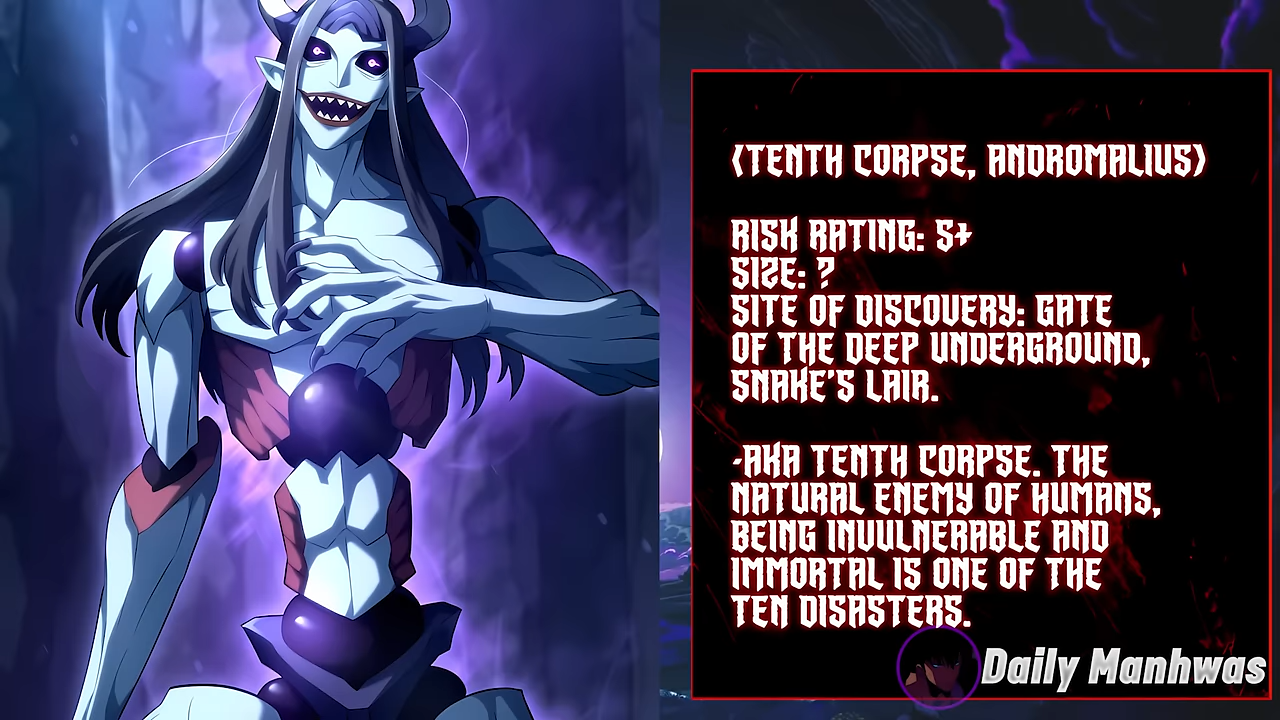 <TENTH CORPSE, ANDROMALIUS>
RISK RATING: S+
SIZE: ?
SITE OF DISCOVERY: GATE
OF THE DEEP UNDERGROUND,
SNAKE'S LAIR.
-AKA TENTH CORPSE. THE
NATURAL ENEMY OF HUMANS,
BEING INVULNERABLE AND
IMMORTAL IS ONE OF THE
TEN DISASTERS.
Daily Manhwas